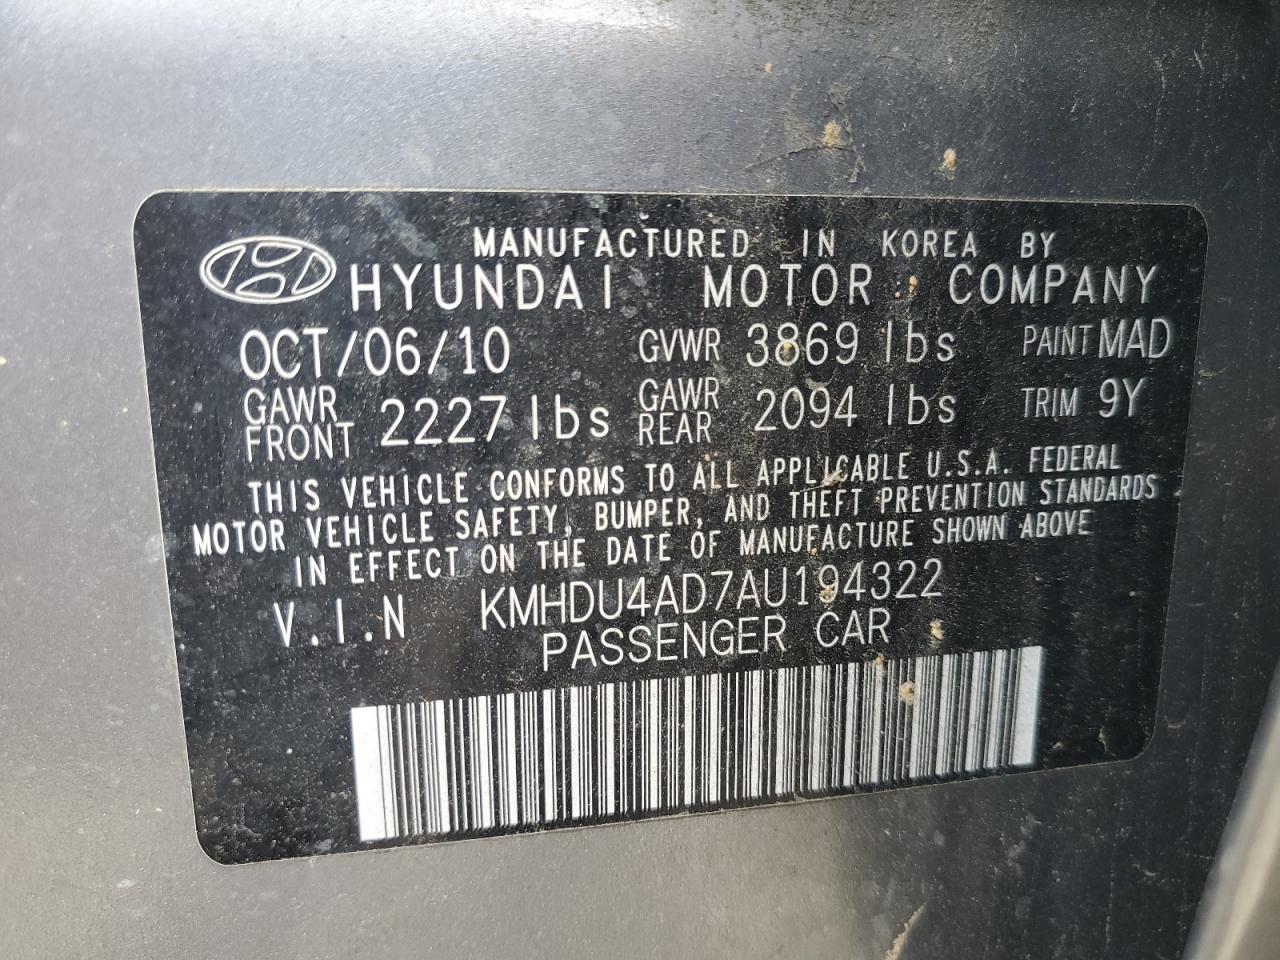 MANUFACTURED IN KOREA BY
HYUNDAI MOTOR COMPANY
OCT/06/10 GVWR 3869 lbs PAINT MAD
GAWR FRONT 2227 lbs GAWR REAR 2094 lbs TRIM 9Y
THIS VEHICLE CONFORMS TO ALL APPLICABLE U.S.A. FEDERAL
MOTOR VEHICLE SAFETY, BUMPER, AND THEFT PREVENTION STANDARDS
IN EFFECT ON THE DATE OF MANUFACTURE SHOWN ABOVE
V.I.N KMHDU4AD7AU194322
PASSENGER CAR